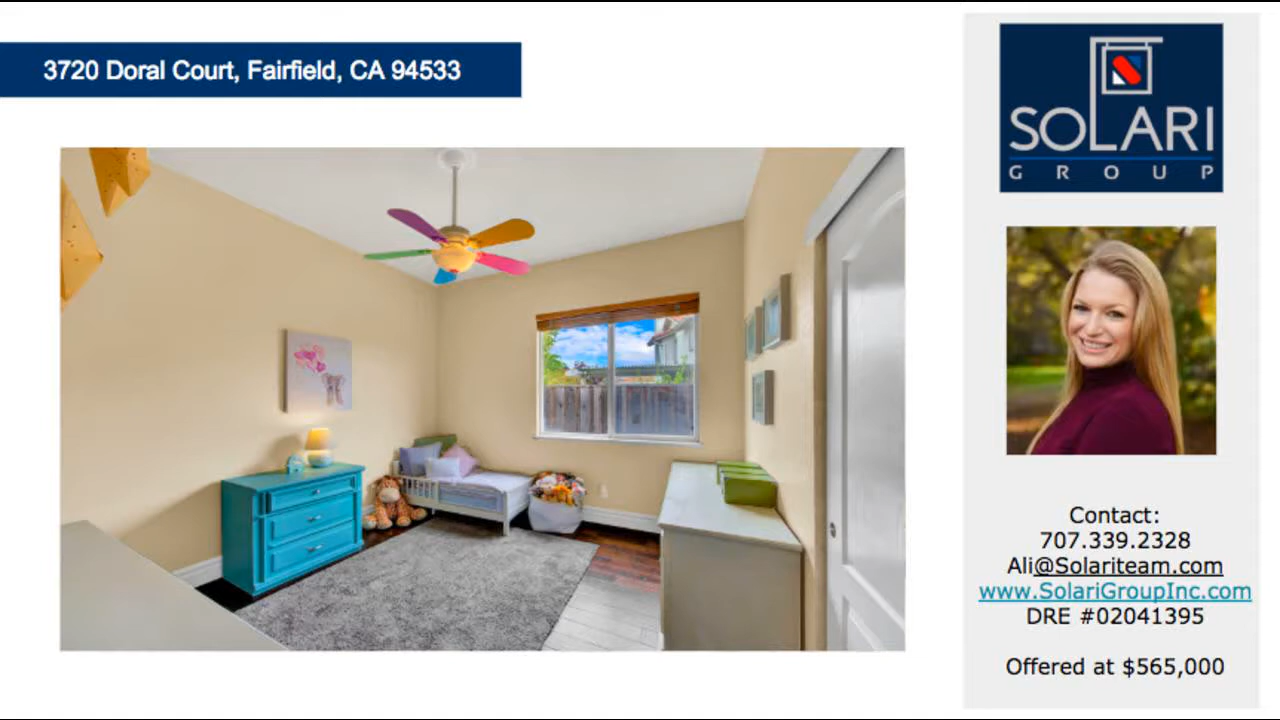 3720 Doral Court, Fairfield, CA 94533
SOLARI
GROUP
Contact:
707.339.2328
Ali@Solariteam.com
www.SolariGroupInc.com
DRE #02041395
Offered at $565,000